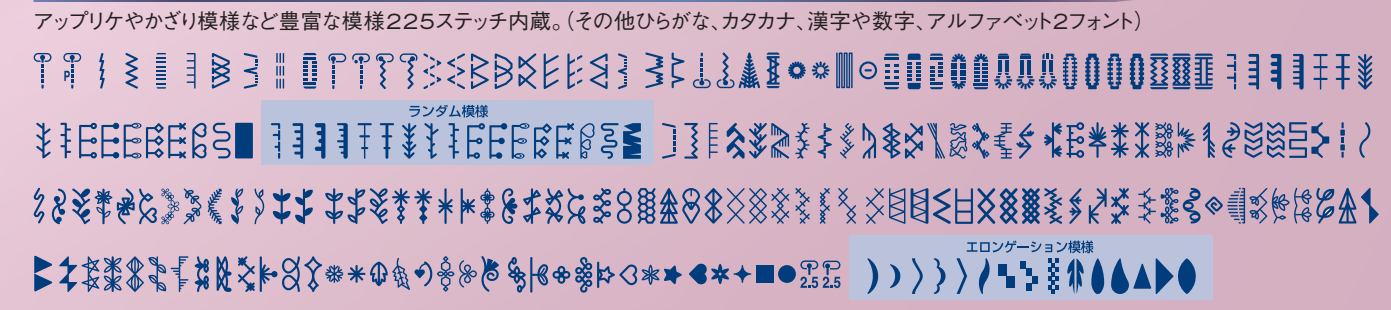 アップリケやかざり模様など豊富な模様225ステッチ内蔵。(その他ひらがな、カタカナ、漢字や数字、アルファベット2フォント)
P
ランダム模様
エロンゲーション模様
2.5 2.5